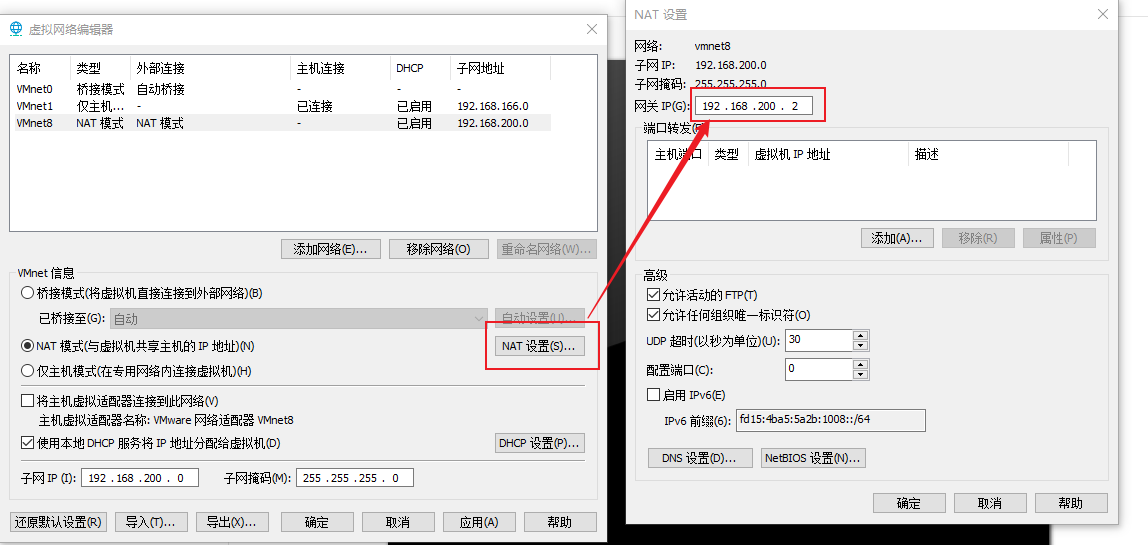 虚拟网络编辑器
名称 类型 外部连接 主机连接 DHCP 子网地址
VMnet0 桥接模式 自动桥接 - - -
VMnet1 仅主机... - 已连接 已启用 192.168.166.0
VMnet8 NAT 模式 NAT 模式 - 已启用 192.168.200.0
添加网络(E)... 移除网络(O) 重命名网络(W)...
VMnet 信息
桥接模式(将虚拟机直接连接到外部网络)(B)
已桥接至(G): 自动 自动设置(U)...
NAT 模式(与虚拟机共享主机的 IP 地址)(N) NAT 设置(S)...
仅主机模式(在专用网络内连接虚拟机)(H)
将主机虚拟适配器连接到此网络(V)
主机虚拟适配器名称: VMware 网络适配器 VMnet8
使用本地 DHCP 服务将 IP 地址分配给虚拟机(D) DHCP 设置(P)...
子网 IP (I): 192 . 168 . 200 . 0 子网掩码(M): 255 . 255 . 255 . 0
还原默认设置(R) 导入(T)... 导出(X)... 确定 取消 应用(A) 帮助
NAT 设置
网络: vmnet8
子网 IP: 192.168.200.0
子网掩码: 255.255.255.0
网关 IP(G): 192 . 168 . 200 . 2
端口转发
主机端口 类型 虚拟机 IP 地址 描述
添加(A)... 移除(R) 属性(P)
高级
允许活动的 FTP(T)
允许任何组织唯一标识符(O)
UDP 超时(以秒为单位)(U): 30
配置端口(C): 0
启用 IPv6(E)
IPv6 前缀(6): fd15:4ba5:5a2b:1008::/64
DNS 设置(D)... NetBIOS 设置(N)...
确定 取消 帮助